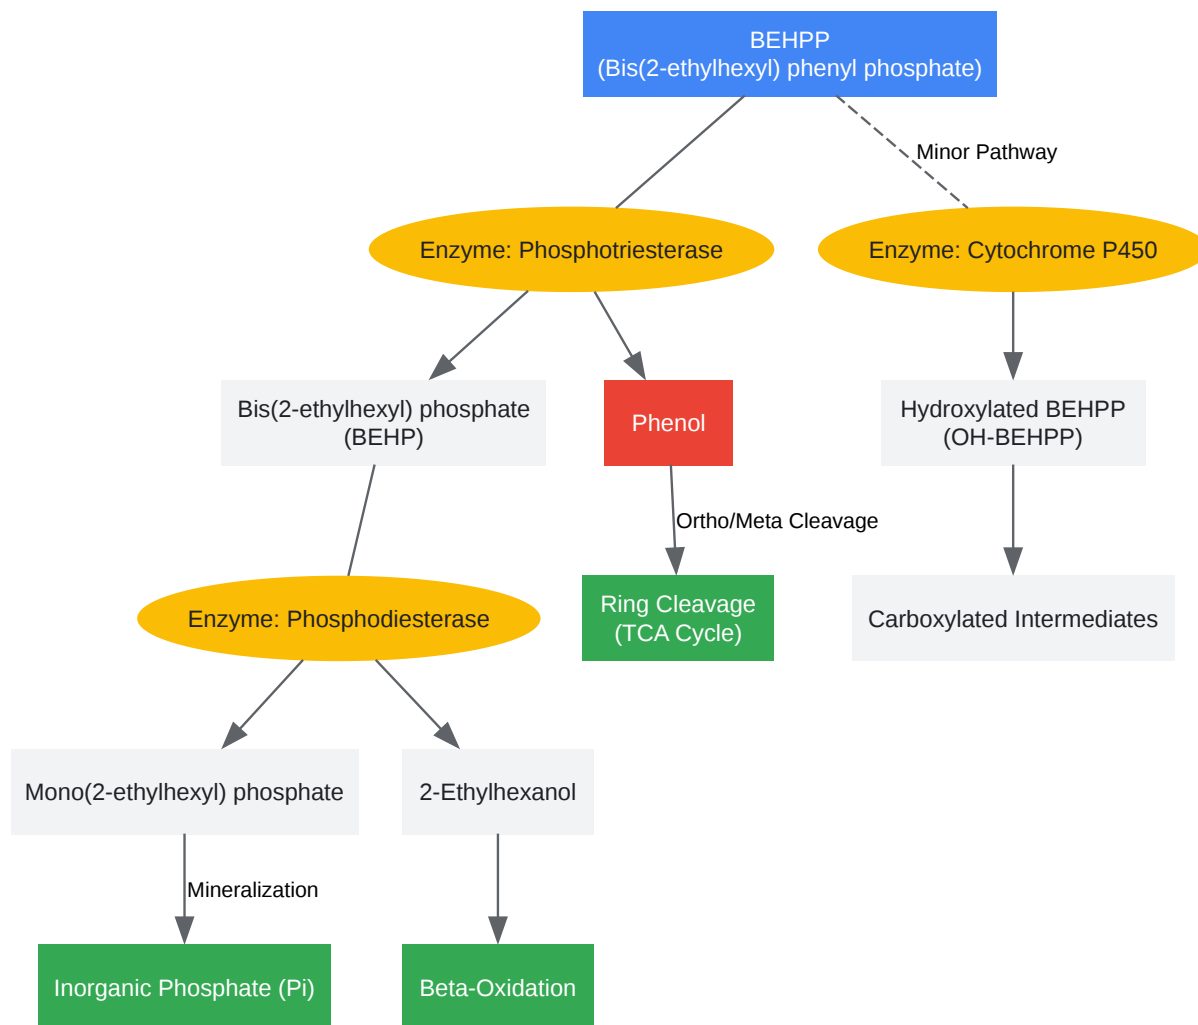 BEHPP
(Bis(2-ethylhexyl) phenyl phosphate)
Minor Pathway
Enzyme: Phosphotriesterase
Enzyme: Cytochrome P450
Bis(2-ethylhexyl) phosphate
(BEHP)
Phenol
Hydroxylated BEHPP
(OH-BEHPP)
Ortho/Meta Cleavage
Enzyme: Phosphodiesterase
Ring Cleavage
(TCA Cycle)
Carboxylated Intermediates
Mono(2-ethylhexyl) phosphate
2-Ethylhexanol
Mineralization
Inorganic Phosphate (Pi)
Beta-Oxidation